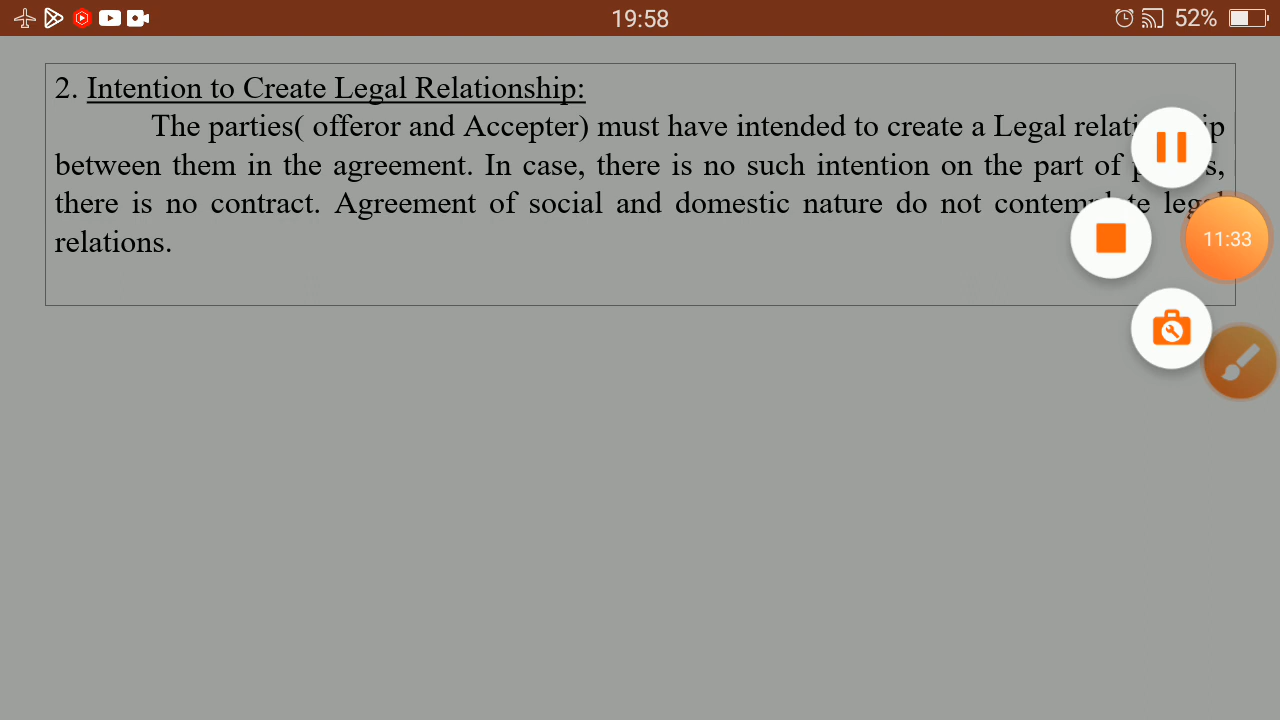 19:58
52%
2. Intention to Create Legal Relationship:
The parties( offeror and Accepter) must have intended to create a Legal
between them in the agreement. In case, there is no such intention on the part of
there is no contract. Agreement of social and domestic nature do not
relations.
11:33